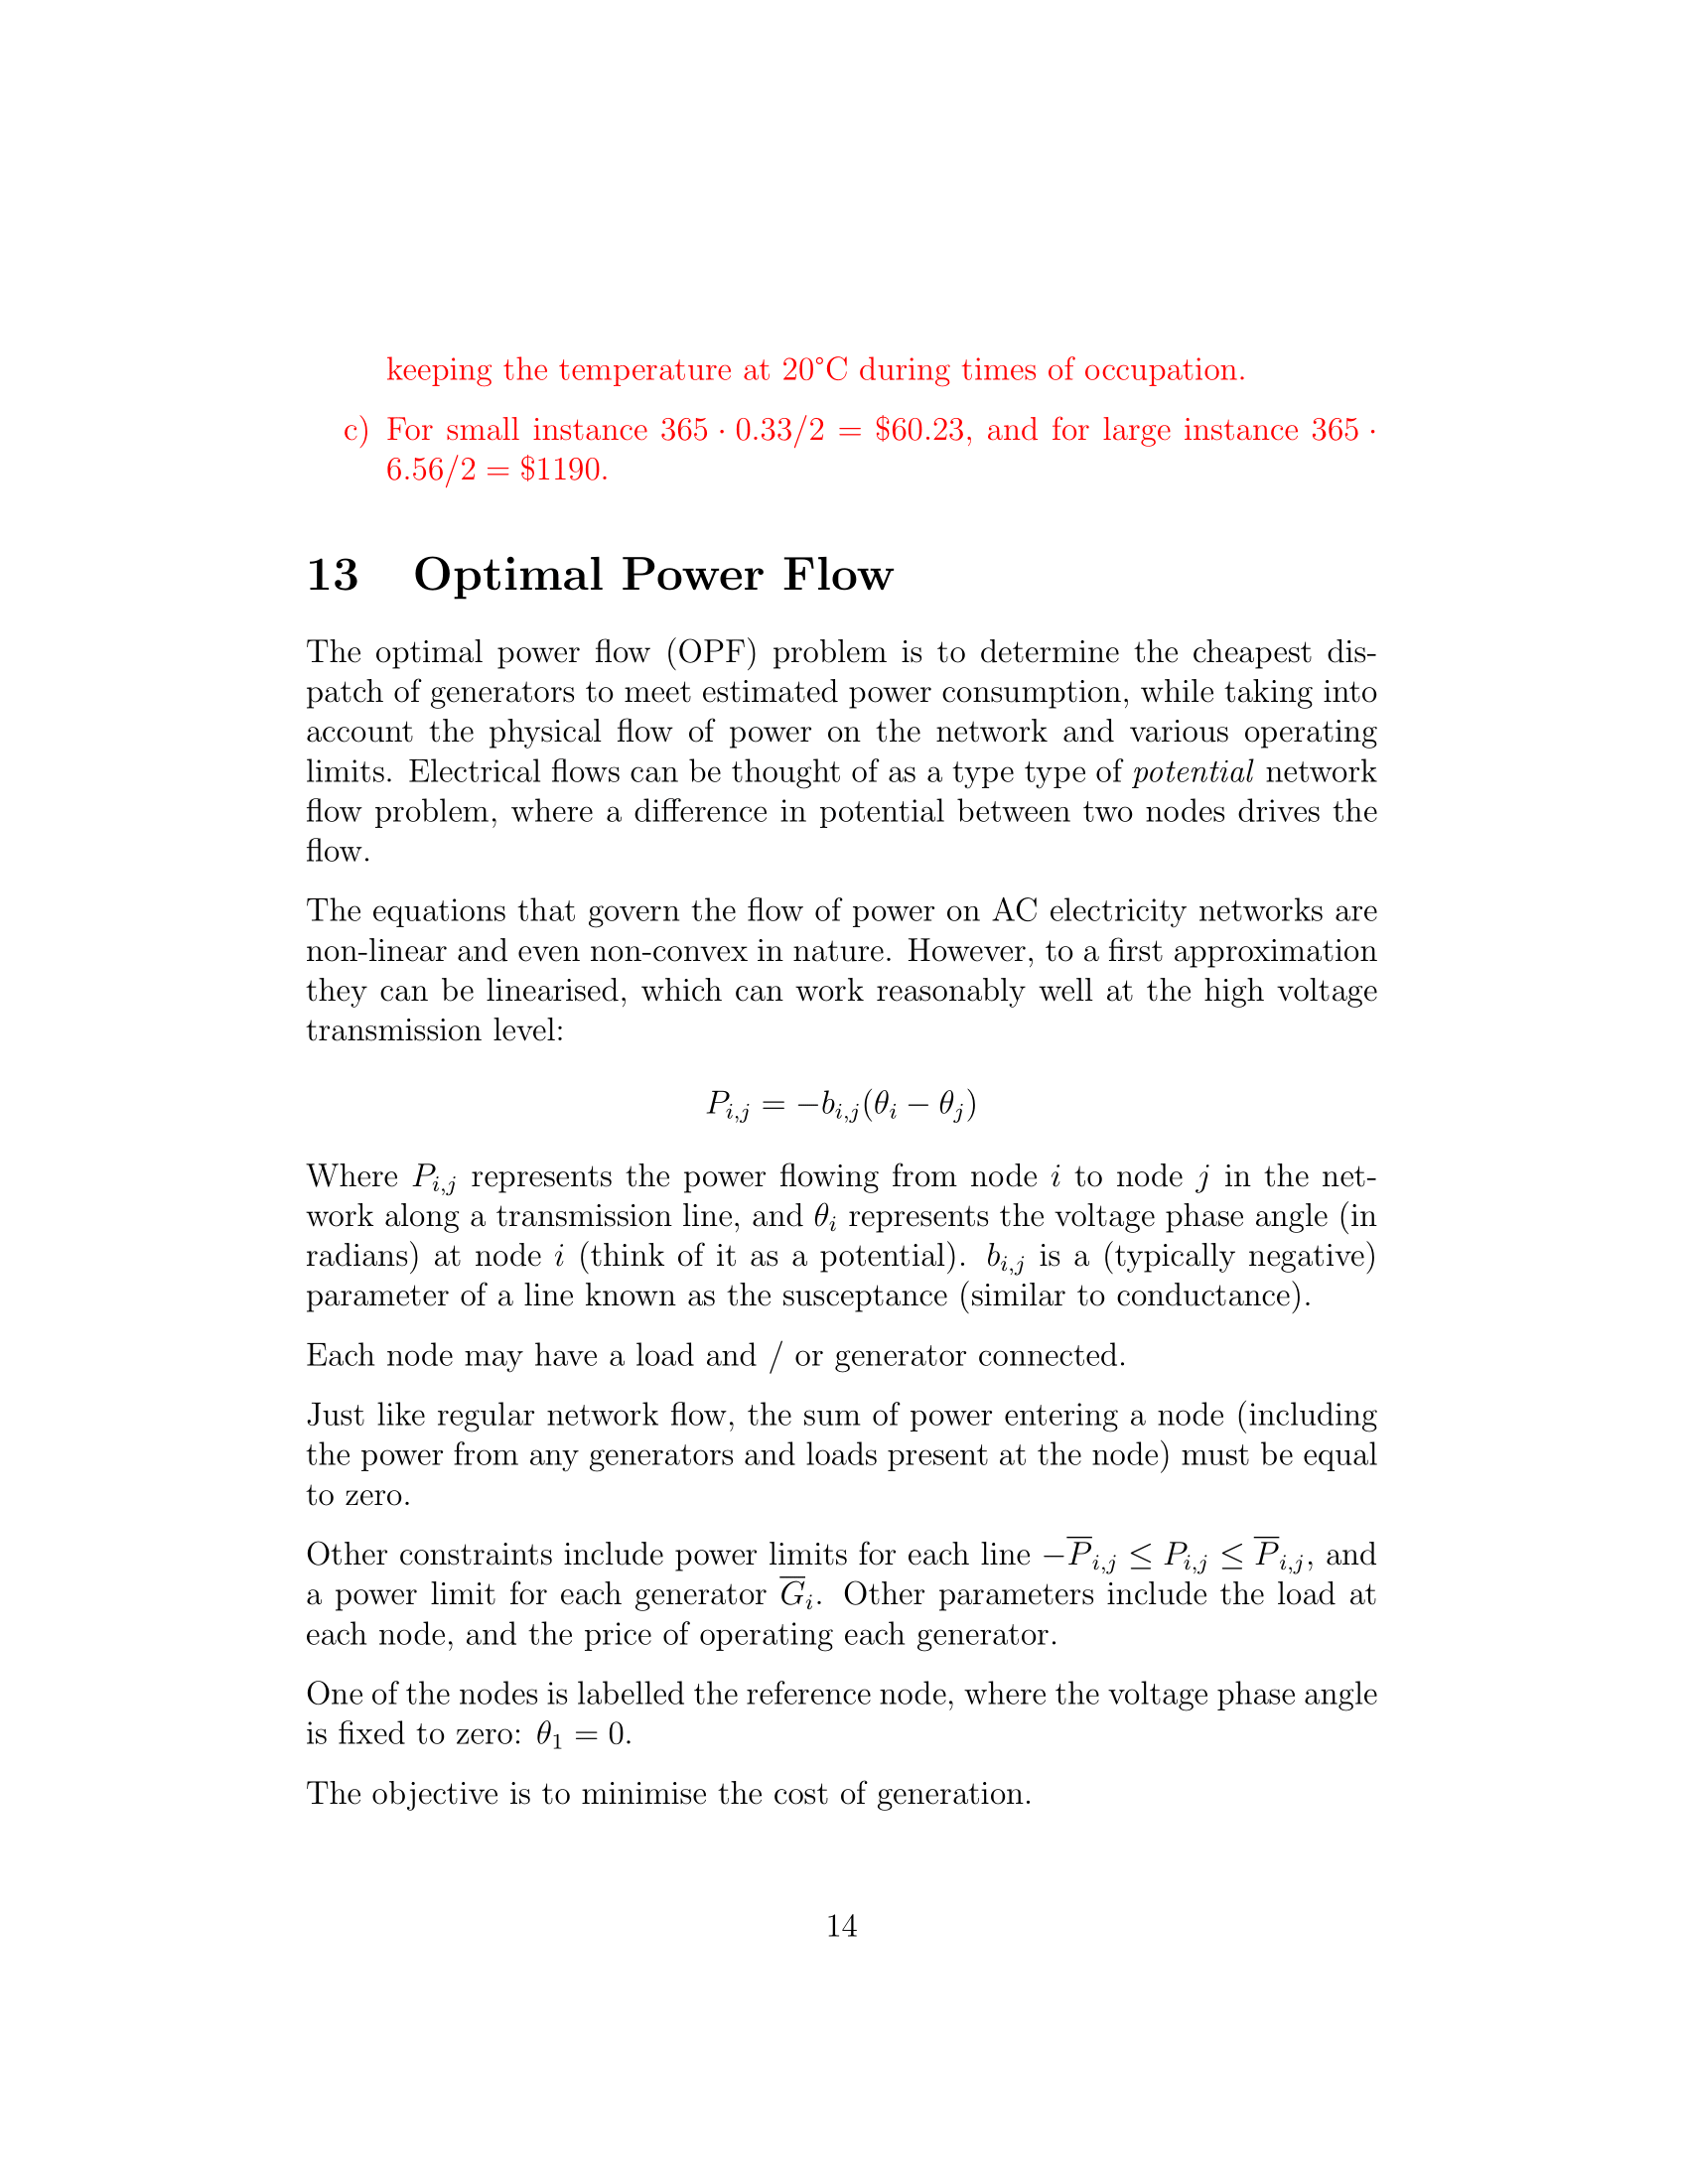 keeping the temperature at 20°C during times of occupation.
c) For small instance 365 · 0.33/2 = $60.23, and for large instance 365 ·
6.56/2 = $1190.
13 Optimal Power Flow
The optimal power flow (OPF) problem is to determine the cheapest dis-
patch of generators to meet estimated power consumption, while taking into
account the physical flow of power on the network and various operating
limits. Electrical flows can be thought of as a type type of potential network
flow problem, where a difference in potential between two nodes drives the
flow.
The equations that govern the flow of power on AC electricity networks are
non-linear and even non-convex in nature. However, to a first approximation
they can be linearised, which can work reasonably well at the high voltage
transmission level:
$P_{i,j} = -b_{i,j}(\theta_i - \theta_j)$
Where $P_{i,j}$ represents the power flowing from node $i$ to node $j$ in the net-
work along a transmission line, and $\theta_i$ represents the voltage phase angle (in
radians) at node $i$ (think of it as a potential). $b_{i,j}$ is a (typically negative)
parameter of a line known as the susceptance (similar to conductance).
Each node may have a load and / or generator connected.
Just like regular network flow, the sum of power entering a node (including
the power from any generators and loads present at the node) must be equal
to zero.
Other constraints include power limits for each line $-\overline{P}_{i,j} \leq P_{i,j} \leq \overline{P}_{i,j}$, and
a power limit for each generator $\overline{G}_i$. Other parameters include the load at
each node, and the price of operating each generator.
One of the nodes is labelled the reference node, where the voltage phase angle
is fixed to zero: $\theta_1 = 0$.
The objective is to minimise the cost of generation.
14